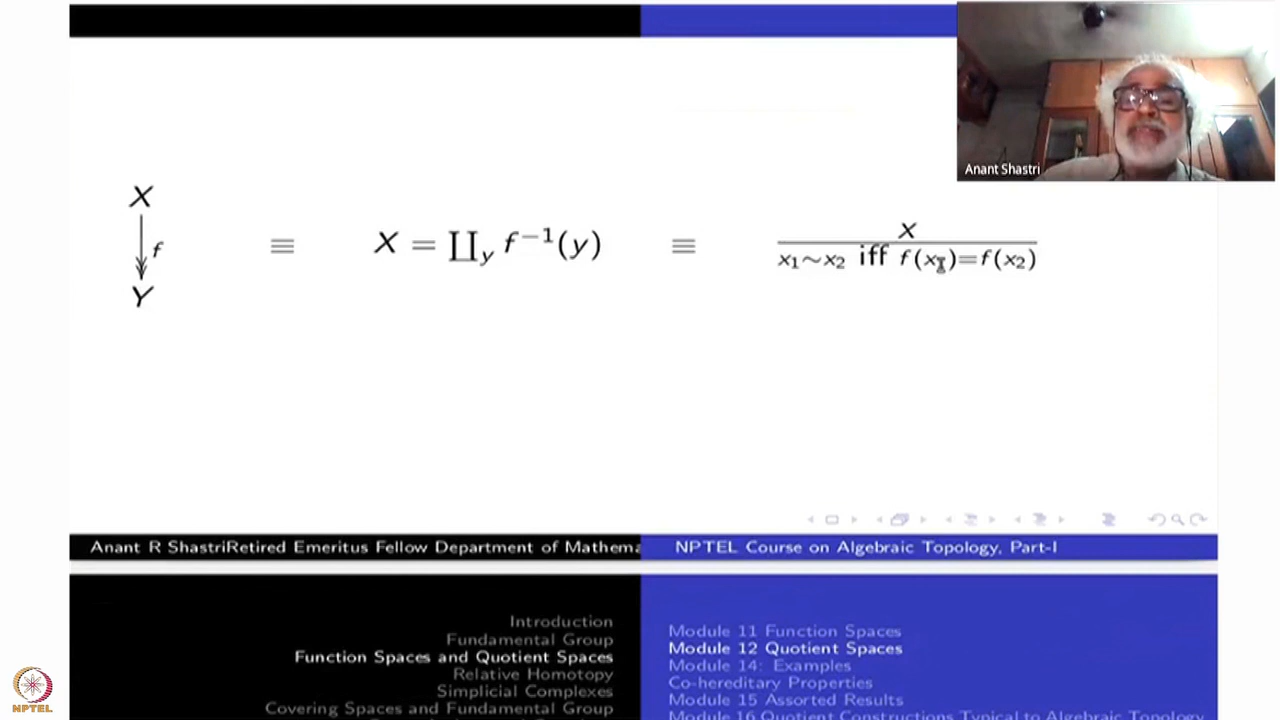 Anant Shastri
X
f
Y
≡
X = ∐y f−1(y)
≡
X
x1∼x2 iff f(x1)=f(x2)
Anant R ShastriRetired Emeritus Fellow Department of Mathema
NPTEL Course on Algebraic Topology, Part-I
Introduction
Fundamental Group
Function Spaces and Quotient Spaces
Relative Homotopy
Simplicial Complexes
Covering Spaces and Fundamental Group
Module 11 Function Spaces
Module 12 Quotient Spaces
Module 14: Examples
Co-hereditary Properties
Module 15 Assorted Results
Module 16 Quotient Constructions Typical to Algebraic Topology
NPTEL